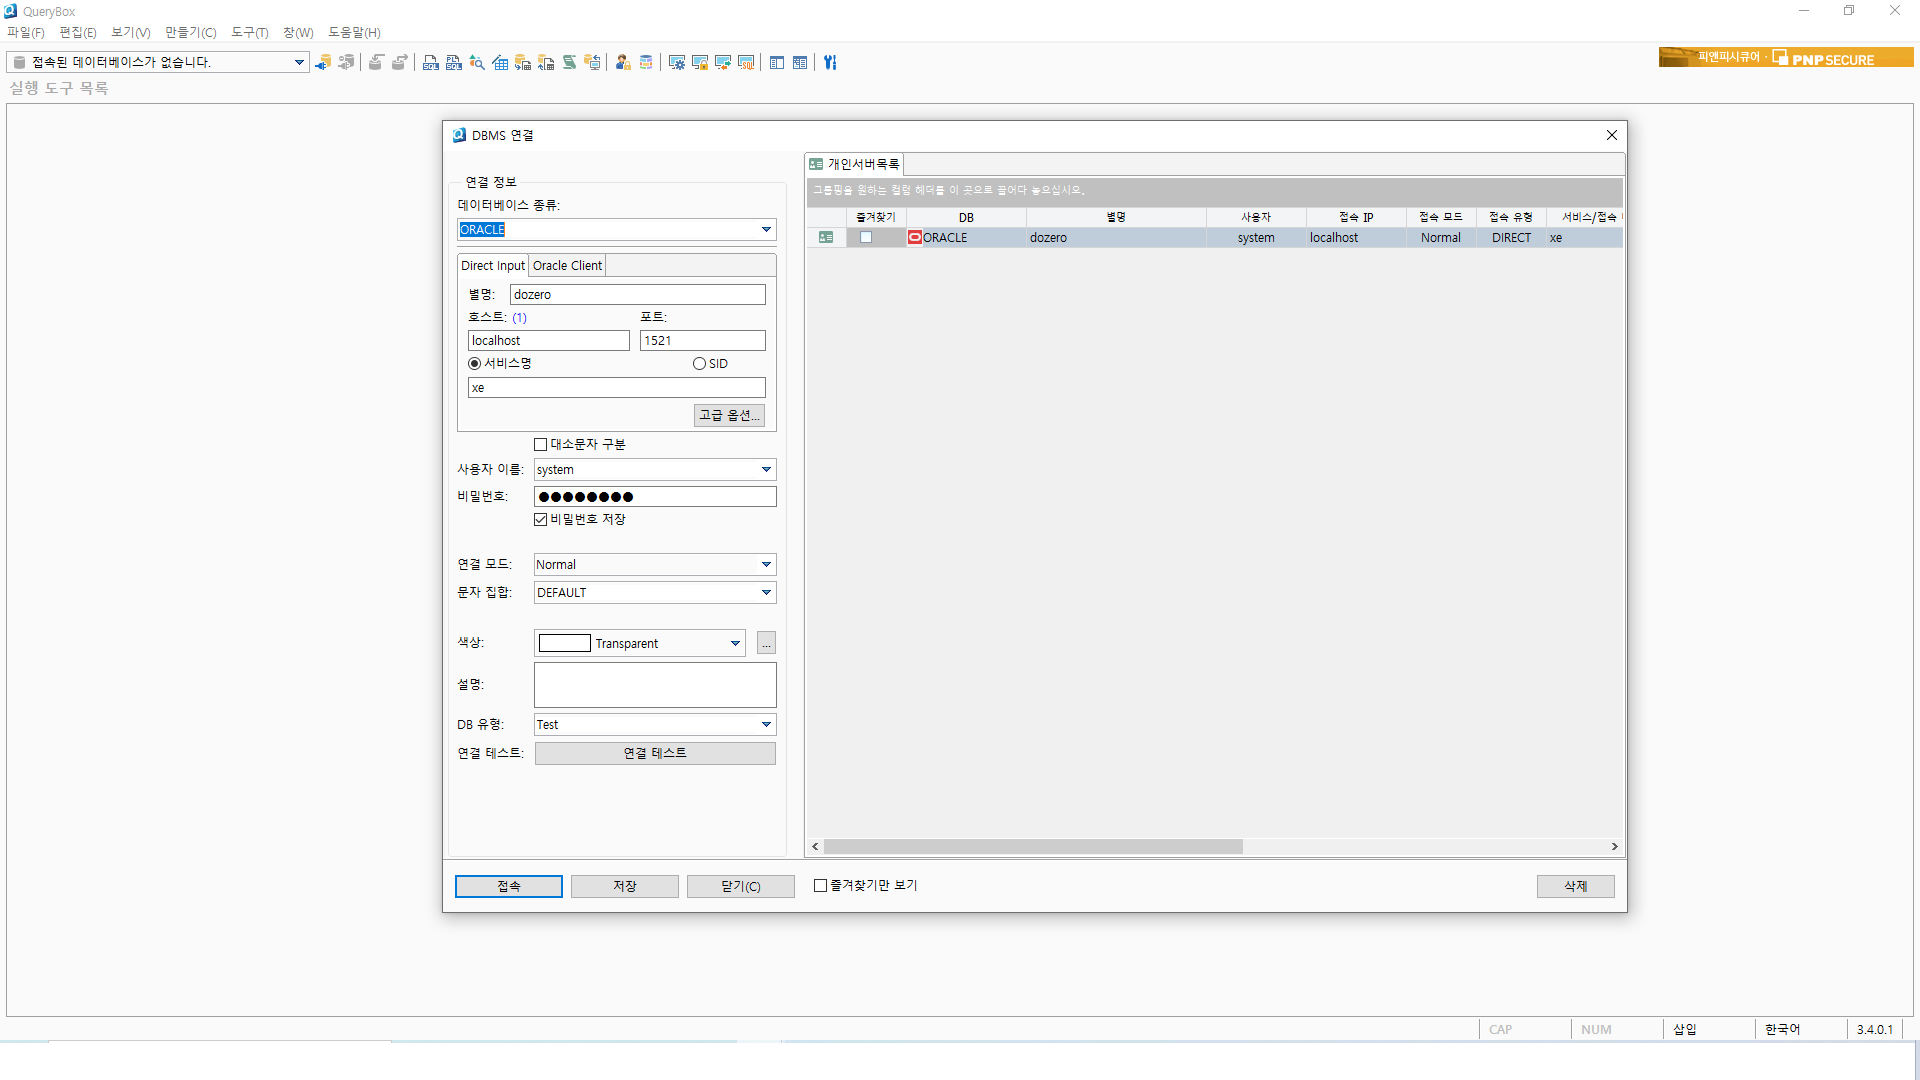 QueryBox
파일(F) 편집(E) 보기(V) 만들기(C) 도구(T) 창(W) 도움말(H)
접속된 데이터베이스가 없습니다.
피앤피시큐어 · PNP SECURE
실행 도구 목록
DBMS 연결
개인서버목록
연결 정보
데이터베이스 종류:
ORACLE
Direct Input Oracle Client
별명: dozero
호스트: (1) 포트:
localhost 1521
서비스명 SID
xe
고급 옵션...
대소문자 구분
사용자 이름: system
비밀번호: ●●●●●●●●
비밀번호 저장
연결 모드: Normal
문자 집합: DEFAULT
색상: Transparent ...
설명:
DB 유형: Test
연결 테스트: 연결 테스트
그룹핑을 원하는 컬럼 헤더를 이 곳으로 끌어다 놓으십시오.
즐겨찾기 DB 별명 사용자 접속 IP 접속 모드 접속 유형 서비스/접속
ORACLE dozero system localhost Normal DIRECT xe
접속 저장 닫기(C) 즐겨찾기만 보기 삭제
CAP NUM 삽입 한국어 3.4.0.1